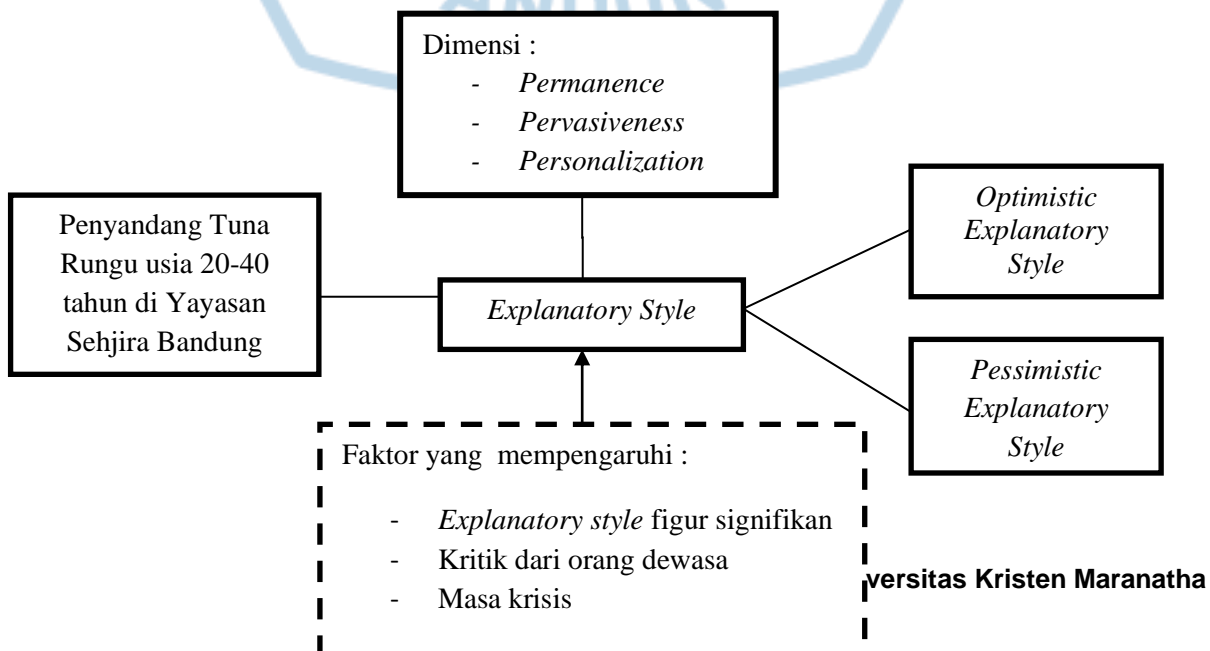 Dimensi :
- Permanence
- Pervasiveness
- Personalization
Penyandang Tuna
Rungu usia 20-40
tahun di Yayasan
Sehjira Bandung
Explanatory Style
Optimistic
Explanatory
Style
Pessimistic
Explanatory
Style
Faktor yang mempengaruhi :
- Explanatory style figur signifikan
- Kritik dari orang dewasa
- Masa krisis
versitas Kristen Maranatha